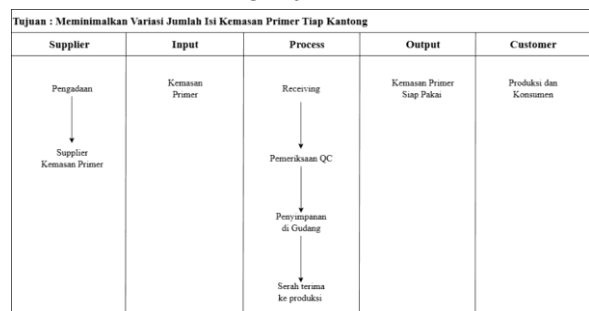 Tujuan : Meminimalkan Variasi Jumlah Isi Kemasan Primer Tiap Kantong
Supplier
Input
Process
Output
Customer
Pengadaan
Supplier
Kemasan Primer
Kemasan
Primer
Receiving
Pemeriksaan QC
Penyimpanan
di Gudang
Serah terima
ke produksi
Kemasan Primer
Siap Pakai
Produksi dan
Konsumen